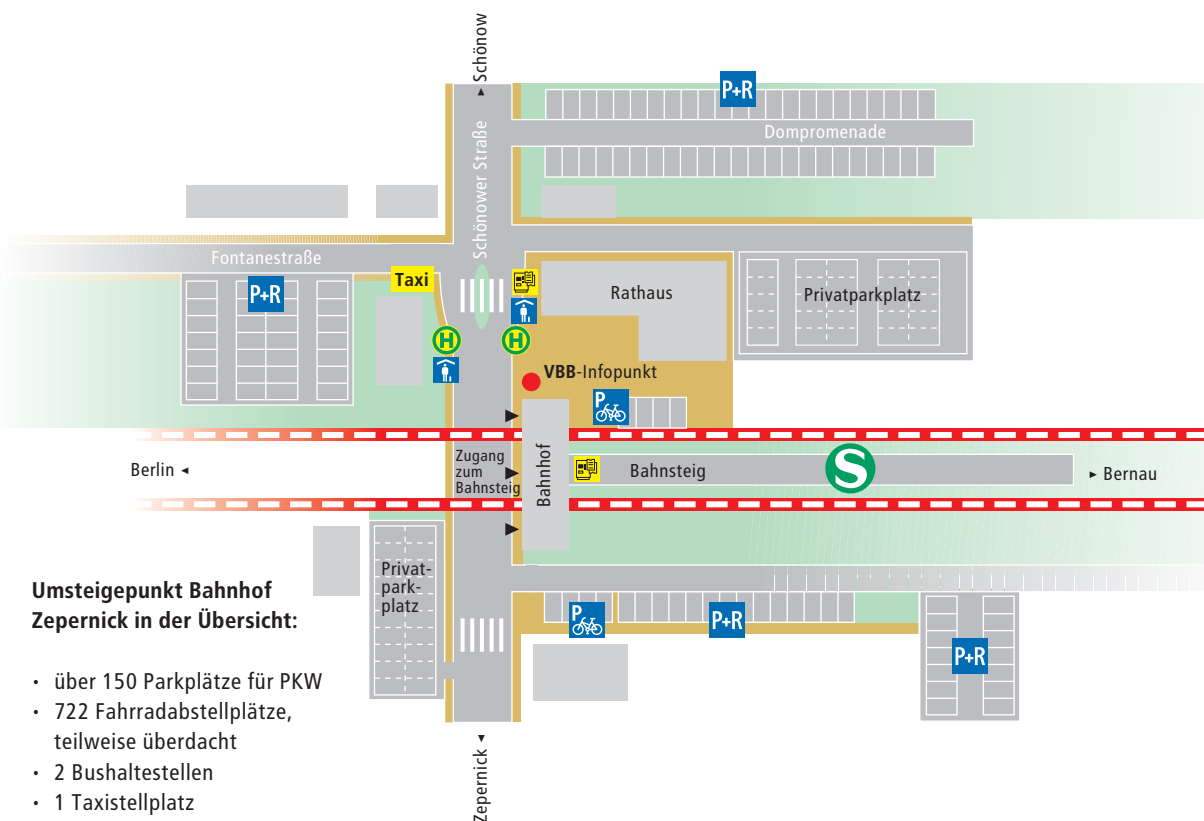 ▲ Schönow
Schönower Straße
P+R
Dompromenade
Fontanestraße
P+R
Taxi
Rathaus
Privatparkplatz
H
H
VBB-Infopunkt
P
Berlin ◄
Zugang
zum
Bahnsteig
Bahnhof
Bahnsteig
S
► Bernau
Privat-
park-
platz
P
P+R
P+R
Umsteigepunkt Bahnhof
Zepernick in der Übersicht:
• über 150 Parkplätze für PKW
• 722 Fahrradabstellplätze,
teilweise überdacht
• 2 Bushaltestellen
• 1 Taxistellplatz
Zepernick ◄